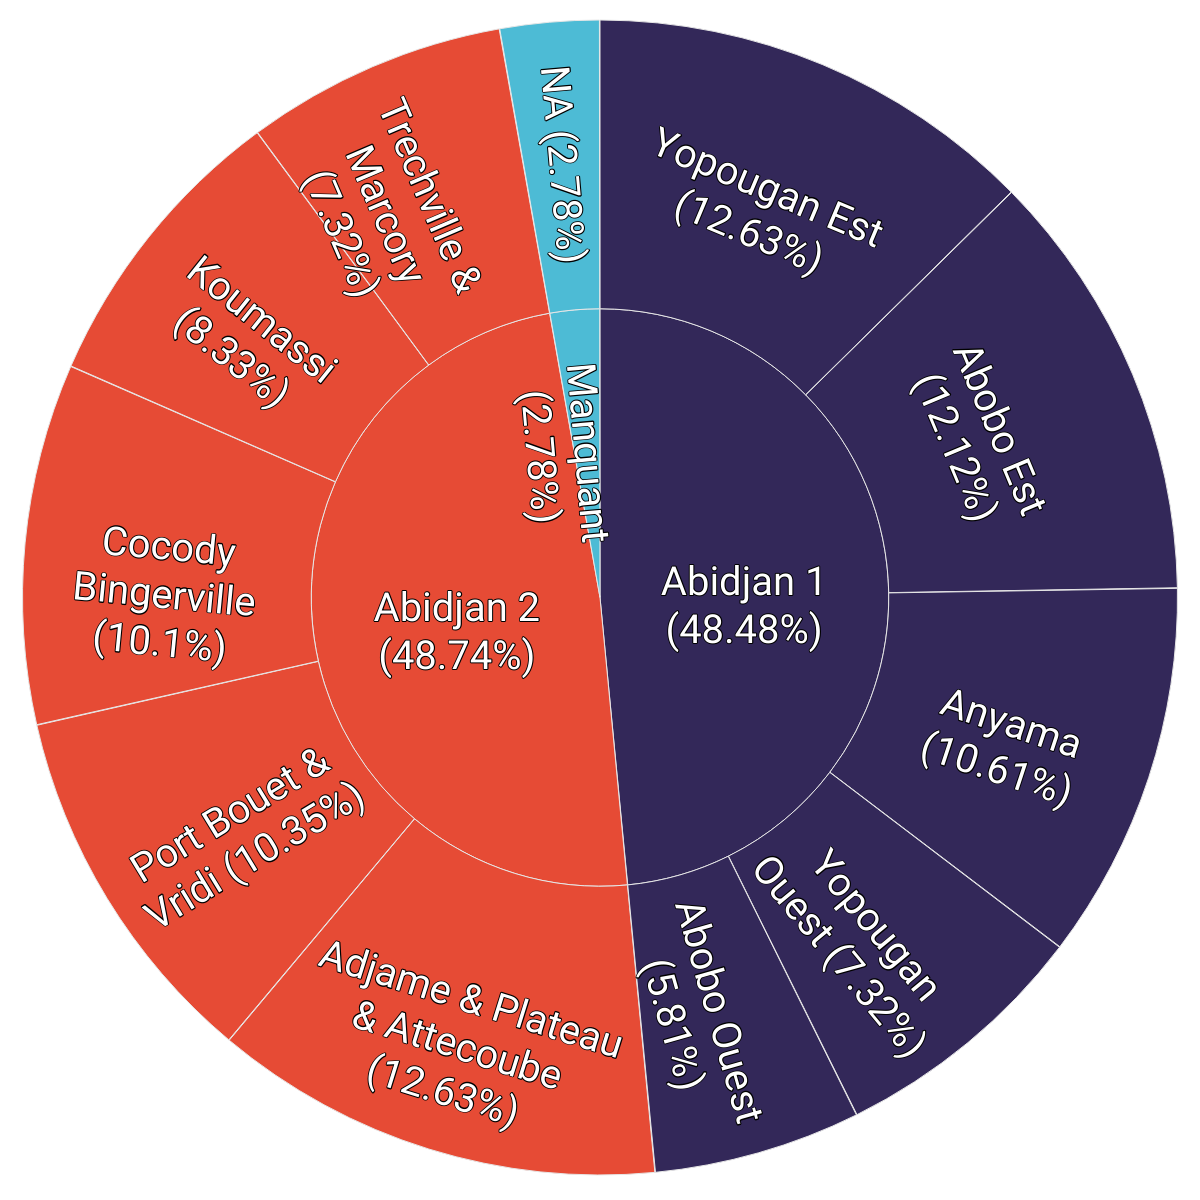 Yopougan Est
(12.63%)
Abobo Est
(12.12%)
Anyama
(10.61%)
Yopougan
Ouest (7.32%)
Abobo Ouest
(5.81%)
Adjame & Plateau
& Attecoube
(12.63%)
Port Bouet &
Vridi (10.35%)
Cocody
Bingerville
(10.1%)
Koumassi
(8.33%)
Trechville &
Marcory
(7.32%)
NA (2.78%)
Manquant
(2.78%)
Abidjan 1
(48.48%)
Abidjan 2
(48.74%)